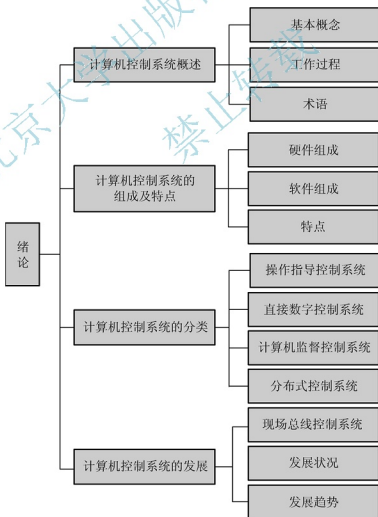 绪
论
计算机控制系统概述
基本概念
工作过程
术语
计算机控制系统的
组成及特点
硬件组成
软件组成
特点
计算机控制系统的分类
操作指导控制系统
直接数字控制系统
计算机监督控制系统
分布式控制系统
计算机控制系统的发展
现场总线控制系统
发展状况
发展趋势
北京大学出版
禁止转载